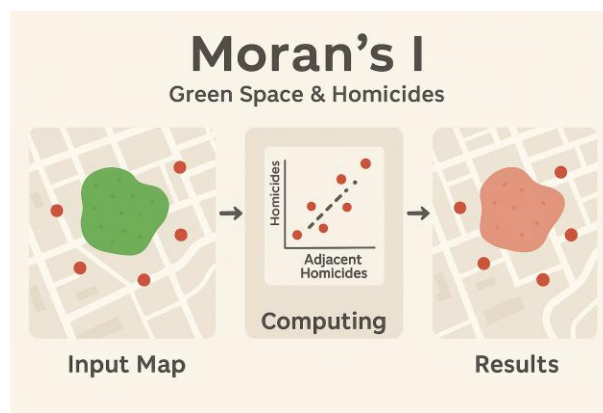 Moran's I
Green Space & Homicides
Homicides
Adjacent
Homicides
Computing
Input Map
Results